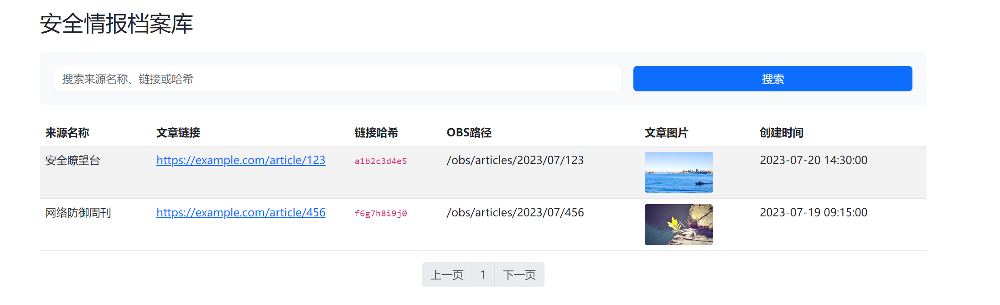 安全情报档案库
搜索来源名称、链接或哈希 搜索
来源名称 文章链接 链接哈希 OBS路径 文章图片 创建时间
安全瞭望台 https://example.com/article/123 a1b2c3d4e5 /obs/articles/2023/07/123 2023-07-20 14:30:00
网络防御周刊 https://example.com/article/456 f6g7h8i9j0 /obs/articles/2023/07/456 2023-07-19 09:15:00
上一页 1 下一页